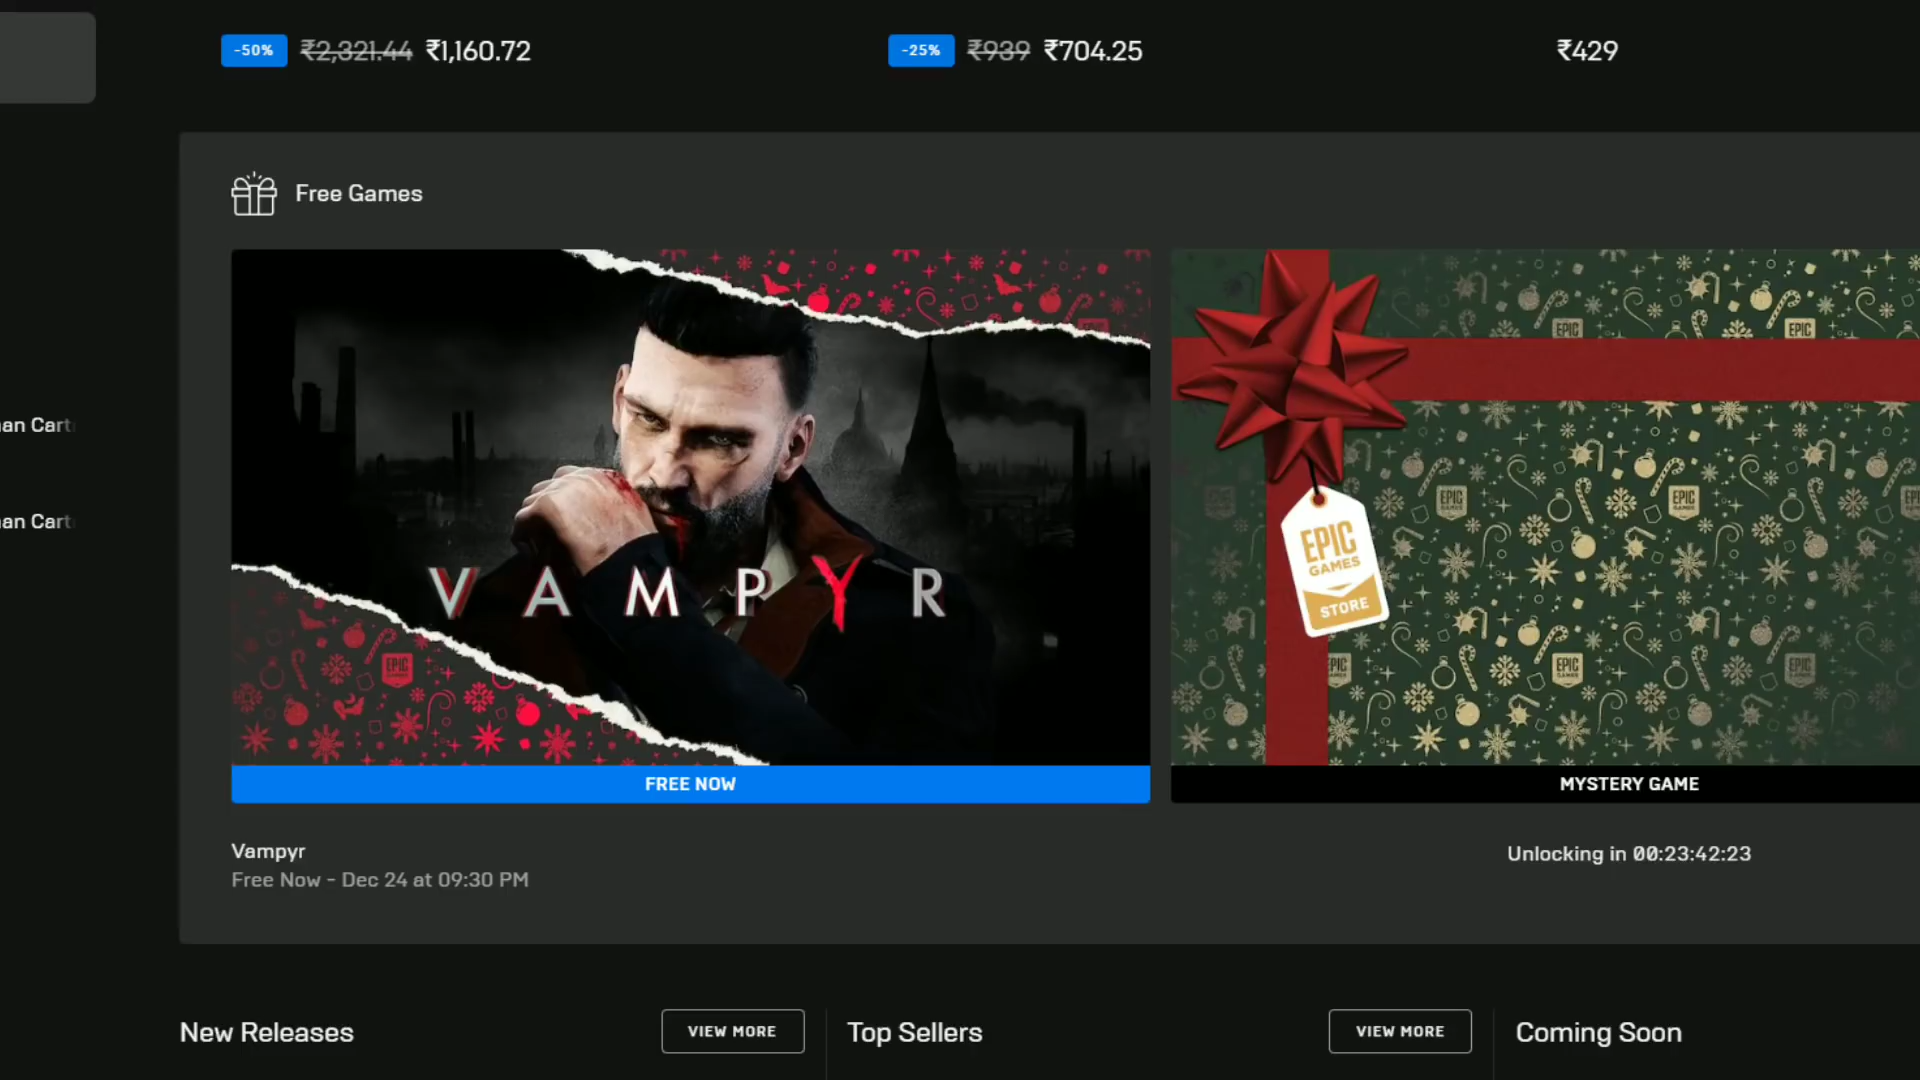 -50% ₹2,321.44 ₹1,160.72
-25% ₹939 ₹704.25
₹429
Free Games
VAMPYR
EPIC
GAMES
STORE
FREE NOW
MYSTERY GAME
Vampyr
Free Now - Dec 24 at 09:30 PM
Unlocking in 00:23:42:23
New Releases
VIEW MORE
Top Sellers
VIEW MORE
Coming Soon